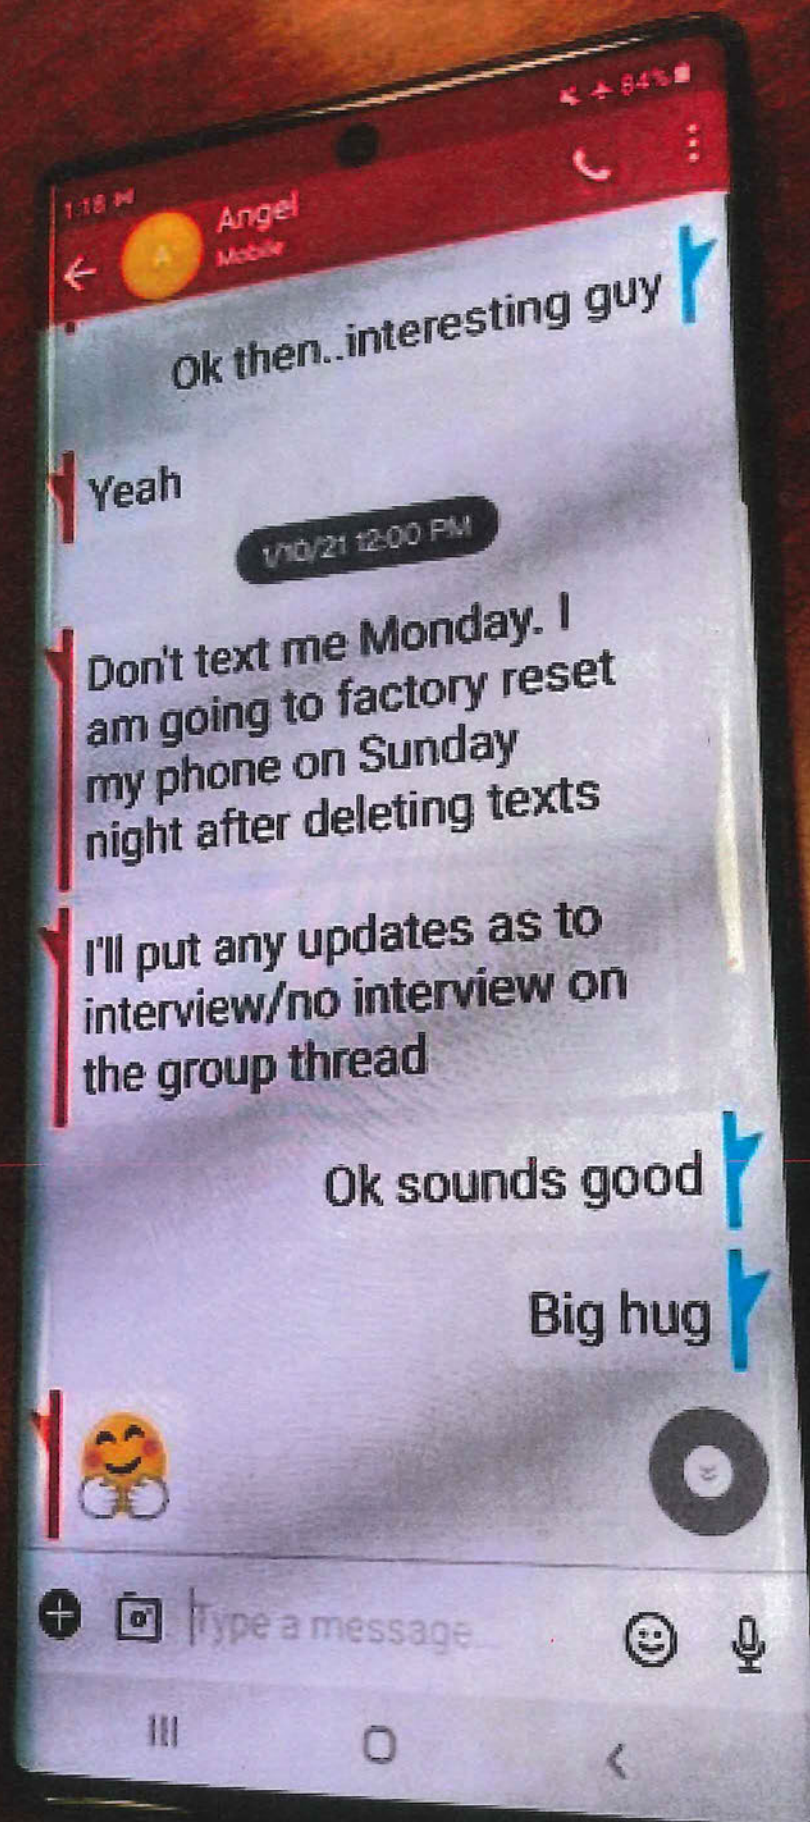 84%
1:18
Angel
Mobile
A
Ok then..interesting guy
Yeah
1/10/21 12:00 PM
Don't text me Monday. I
am going to factory reset
my phone on Sunday
night after deleting texts
I'll put any updates as to
interview/no interview on
the group thread
Ok sounds good
Big hug
Type a message